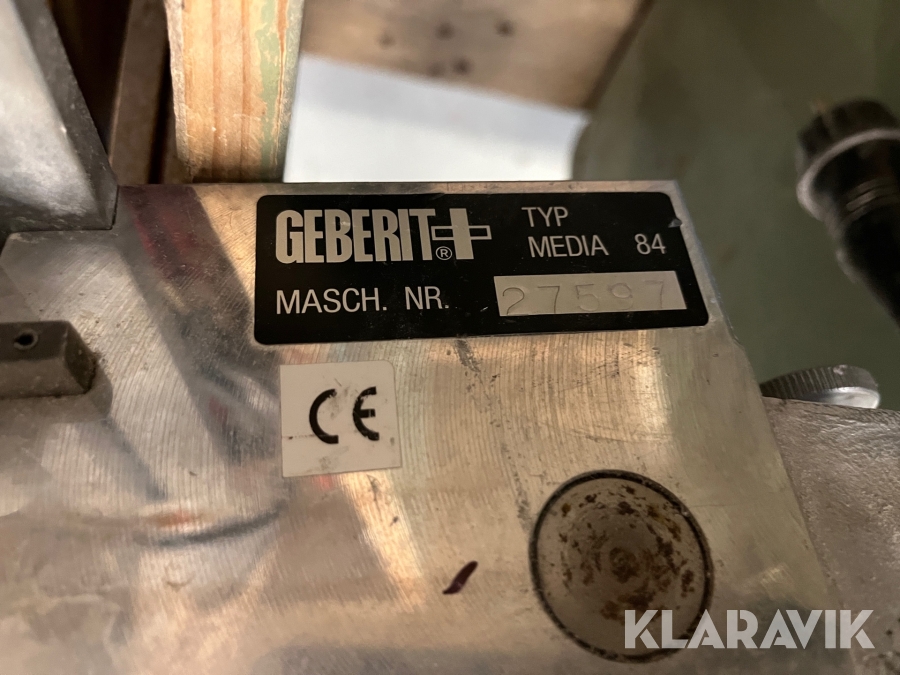 GEBERIT®
TYP
MEDIA 84
MASCH. NR. 27597
CE
KLARAVIK